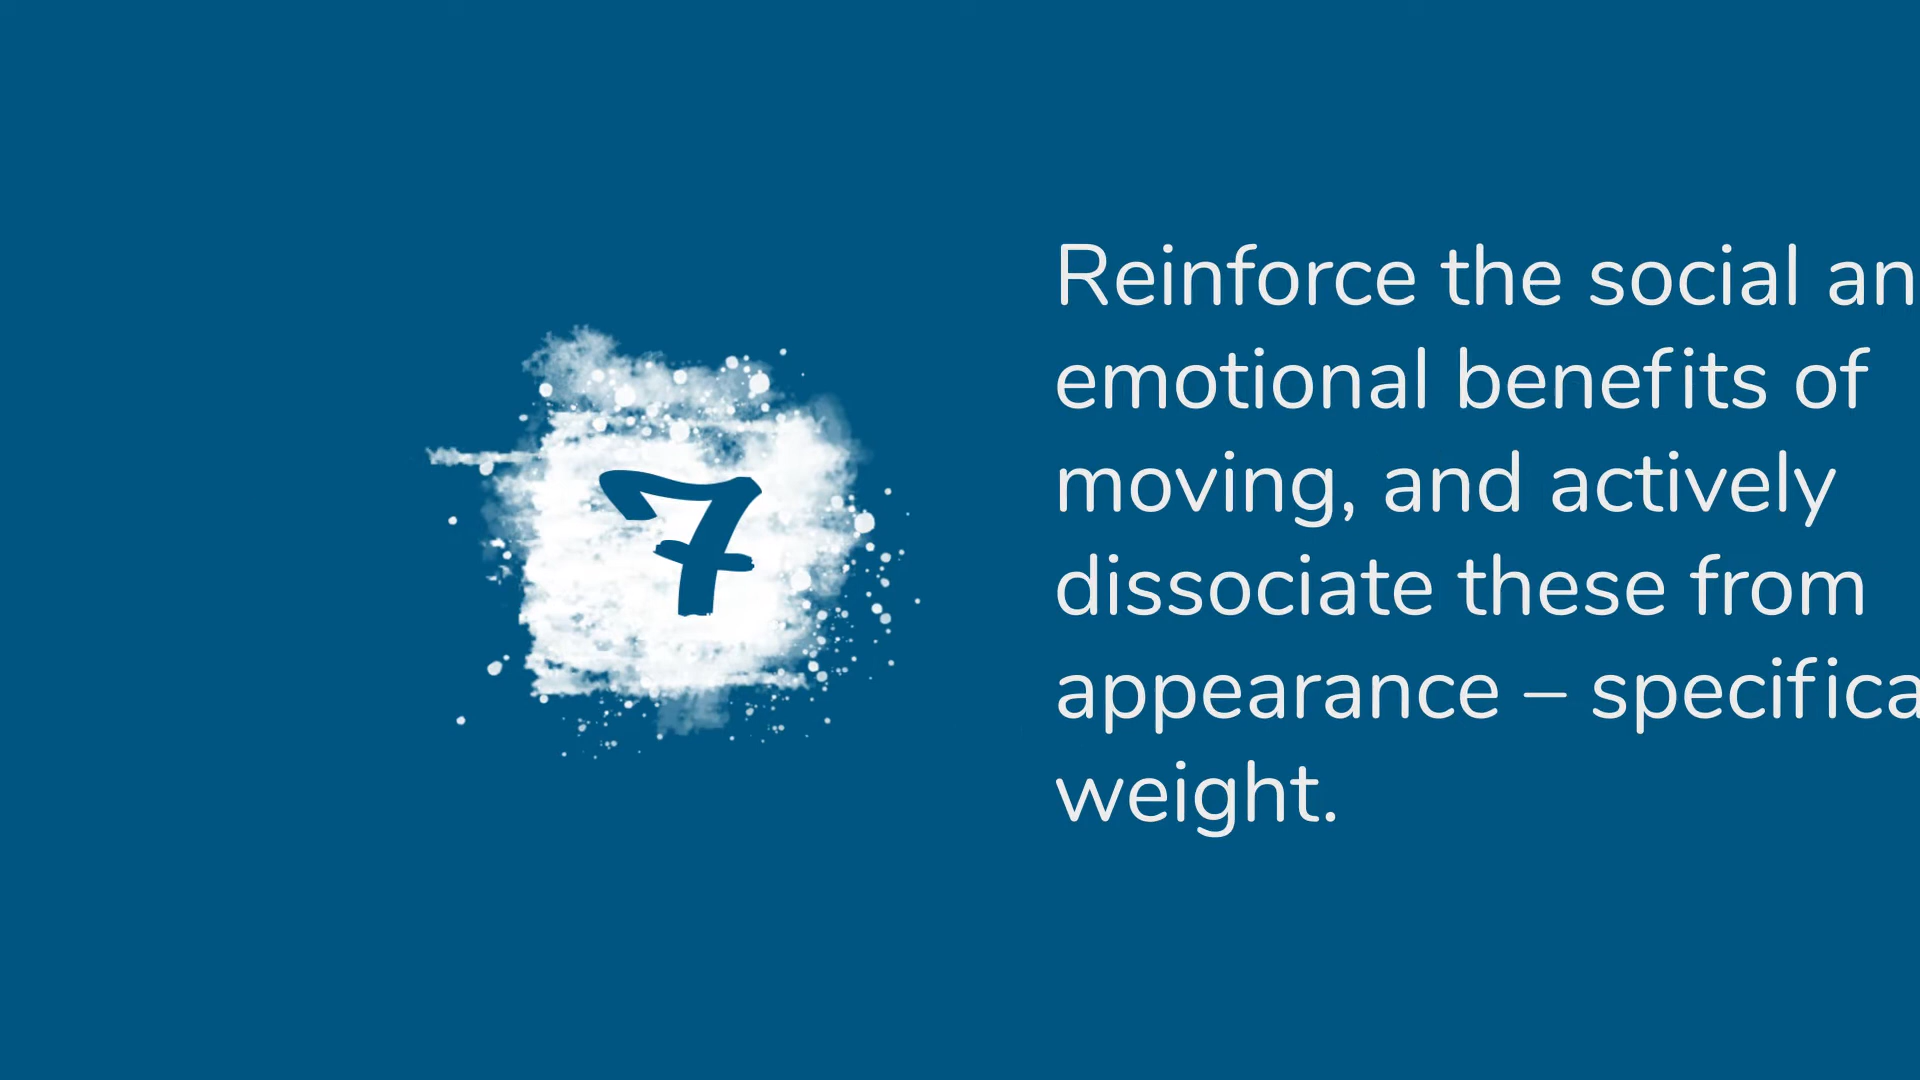 7
Reinforce the social an
emotional benefits of
moving, and actively
dissociate these from
appearance – specifica
weight.